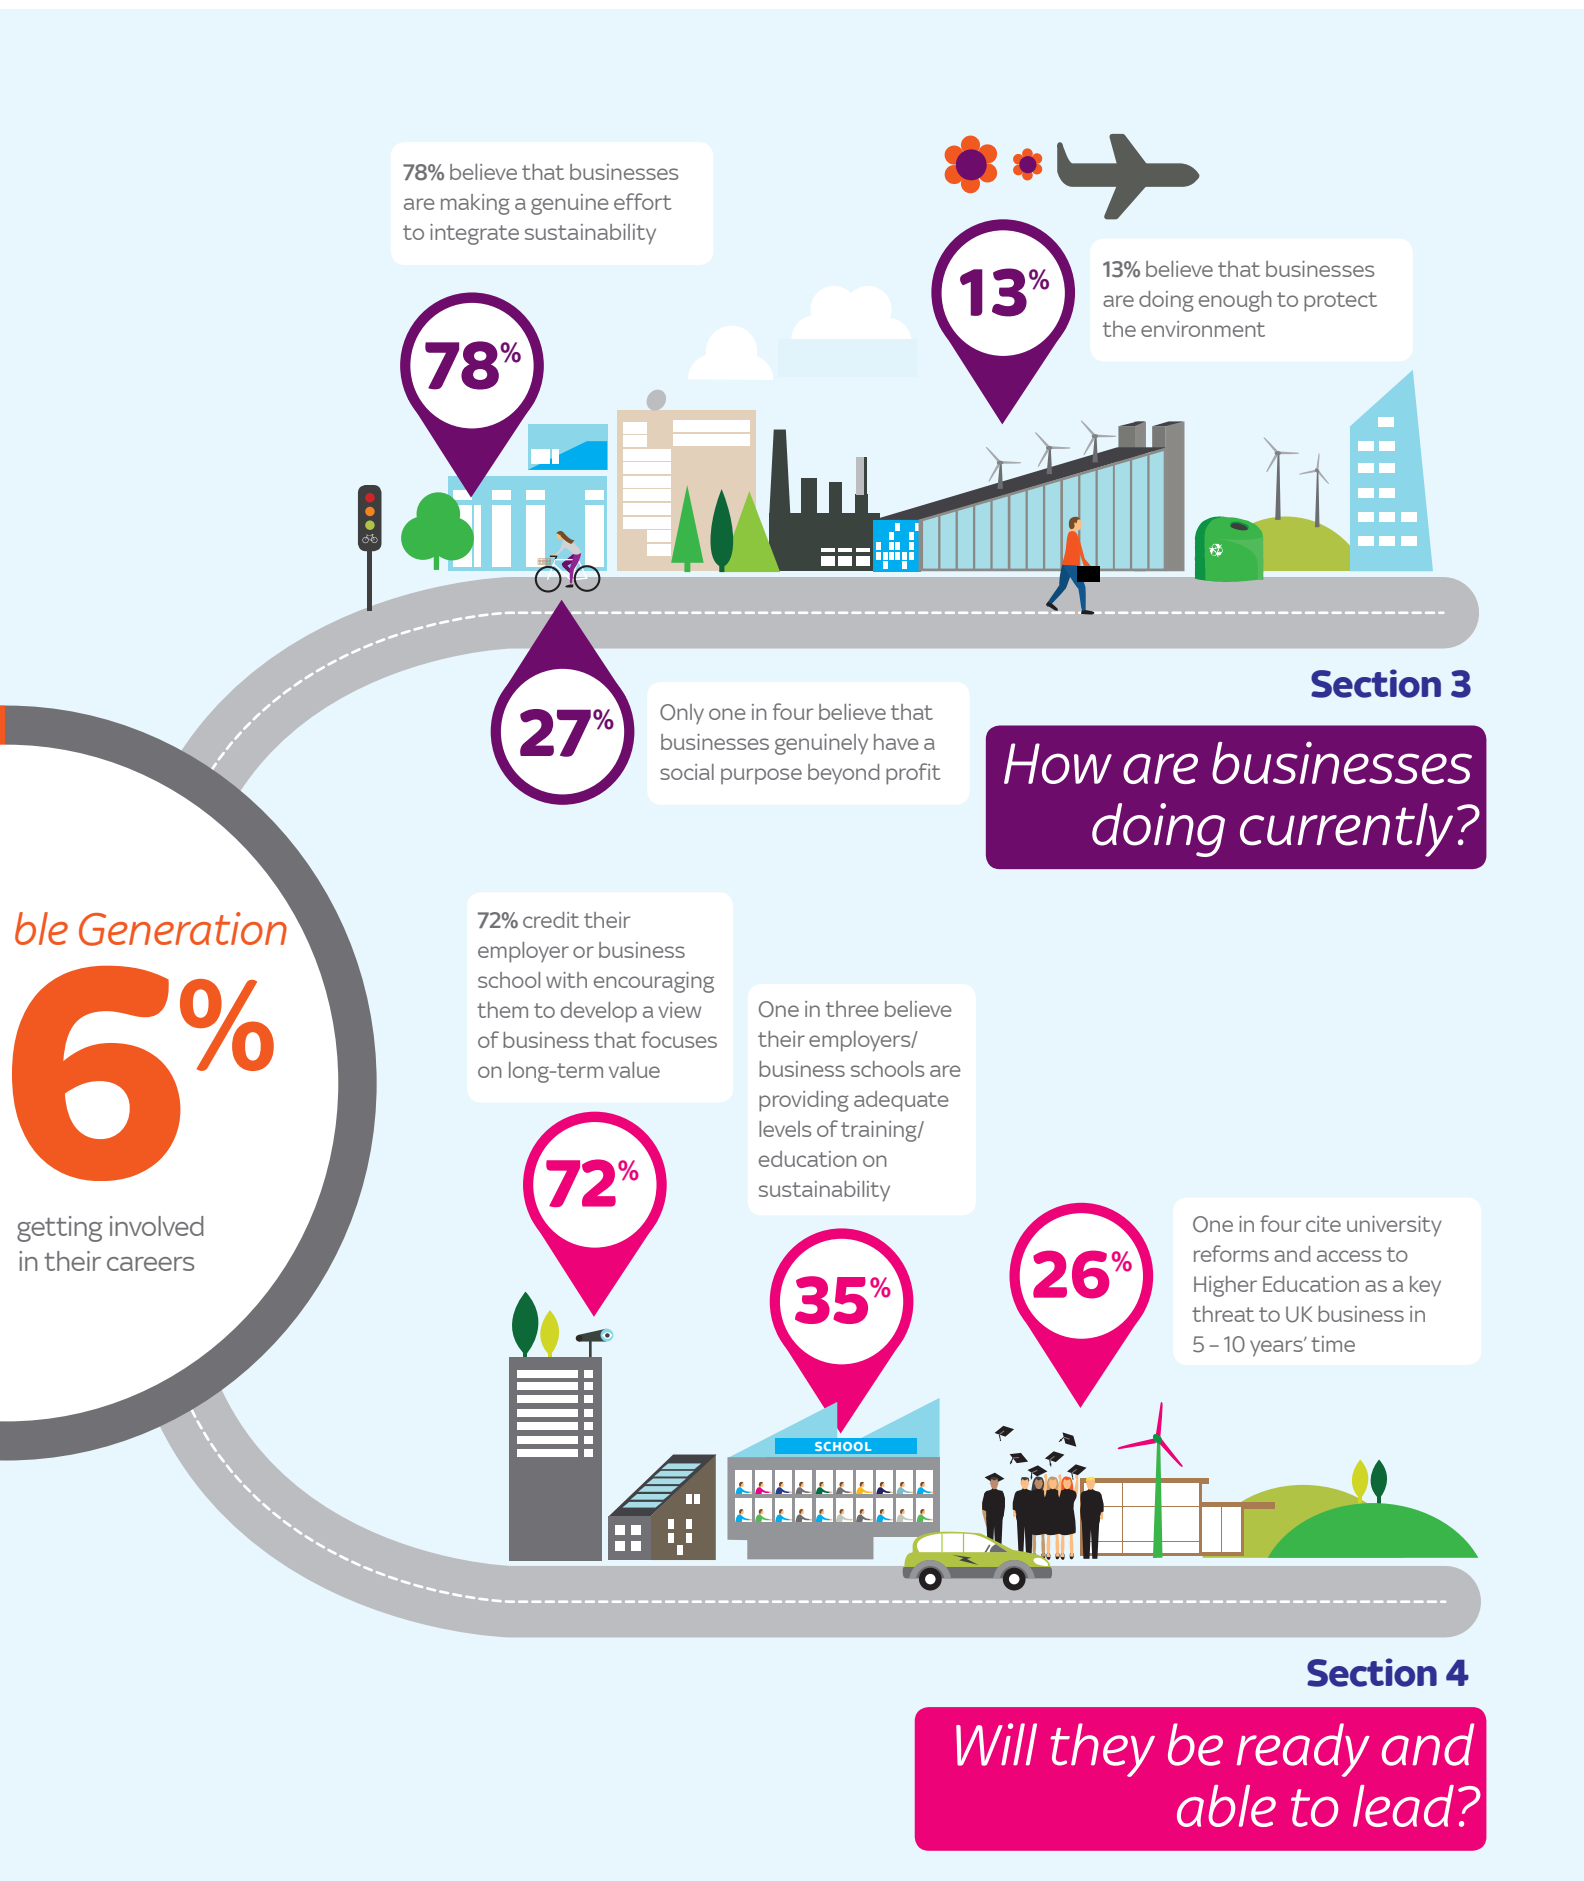 78% believe that businesses
are making a genuine effort
to integrate sustainability
78%
13%
13% believe that businesses
are doing enough to protect
the environment
27%
Only one in four believe that
businesses genuinely have a
social purpose beyond profit
Section 3
How are businesses
doing currently?
ble Generation
6%
getting involved
in their careers
72% credit their
employer or business
school with encouraging
them to develop a view
of business that focuses
on long-term value
72%
One in three believe
their employers/
business schools are
providing adequate
levels of training/
education on
sustainability
35%
26%
One in four cite university
reforms and access to
Higher Education as a key
threat to UK business in
5 – 10 years’ time
SCHOOL
Section 4
Will they be ready and
able to lead?